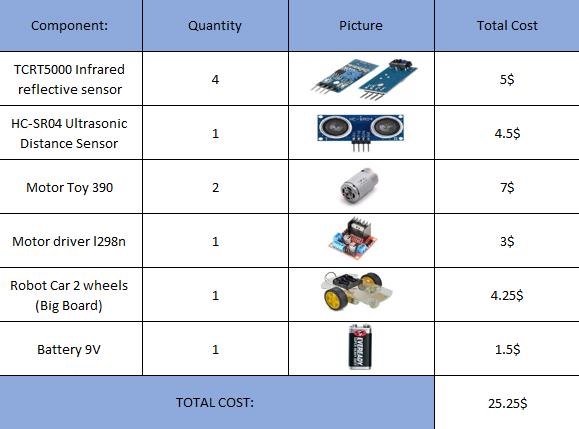 Component:
Quantity
Picture
Total Cost
TCRT5000 Infrared
reflective sensor
4
5$
HC-SR04 Ultrasonic
Distance Sensor
1
HC-SR04
4.5$
Motor Toy 390
2
7$
Motor driver l298n
1
3$
Robot Car 2 wheels
(Big Board)
1
4.25$
Battery 9V
1
EVEREADY
1.5$
TOTAL COST:
25.25$